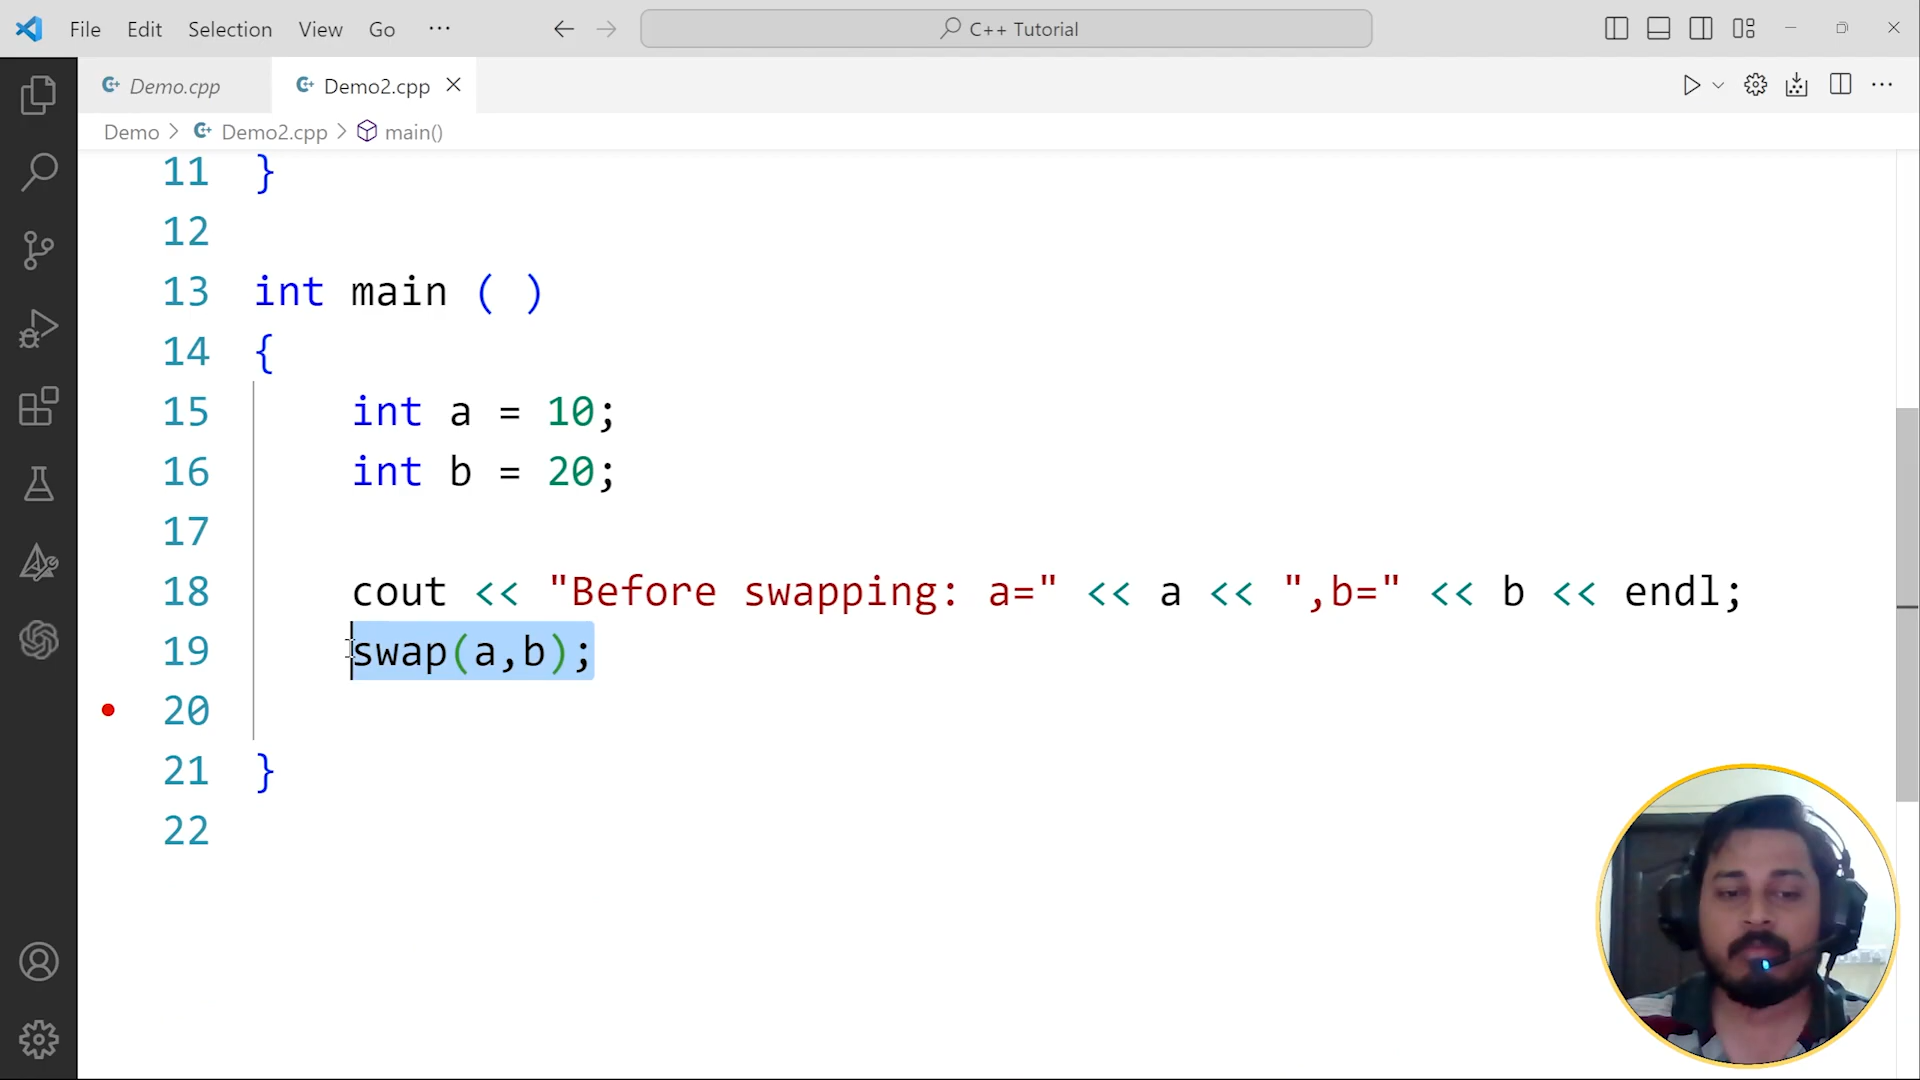 File Edit Selection View Go ···
C++ Tutorial
Demo.cpp Demo2.cpp
Demo > Demo2.cpp > main()
11 }
12
13 int main ( )
14 {
15 int a = 10;
16 int b = 20;
17
18 cout << "Before swapping: a=" << a << ",b=" << b << endl;
19 swap(a,b);
20
21 }
22